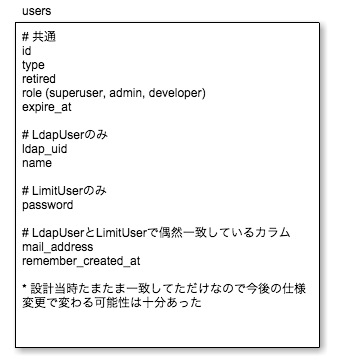 users
# 共通
id
type
retired
role (superuser, admin, developer)
expire_at
# LdapUserのみ
ldap_uid
name
# LimitUserのみ
password
# LdapUserとLimitUserで偶然一致しているカラム
mail_address
remember_created_at
* 設計当時たまたま一致してただけなので今後の仕様
変更で変わる可能性は十分あった